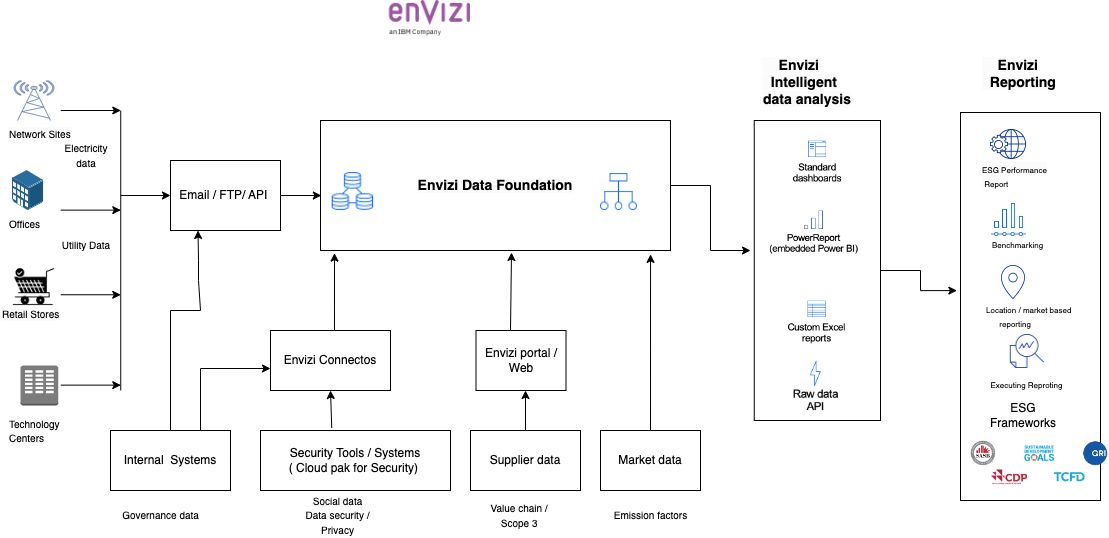 envizi
an IBM Company
Envizi
Intelligent
data analysis
Envizi
Reporting
Network Sites
Electricity
data
Offices
Utility Data
Retail Stores
Technology
Centers
Email / FTP/ API
Envizi Data Foundation
Envizi Connectos
Envizi portal /
Web
Internal Systems
Governance data
Security Tools / Systems
( Cloud pak for Security)
Social data
Data security /
Privacy
Supplier data
Value chain /
Scope 3
Market data
Emission factors
Standard
dashboards
PowerReport
(embedded Power BI)
Custom Excel
reports
Raw data
API
ESG Performance
Report
Benchmarking
Location / market based
reporting
Executing Reproting
ESG
Frameworks
SASB
SUSTAINABLE
DEVELOPMENT
GOALS
GRI
CDP
TCFD